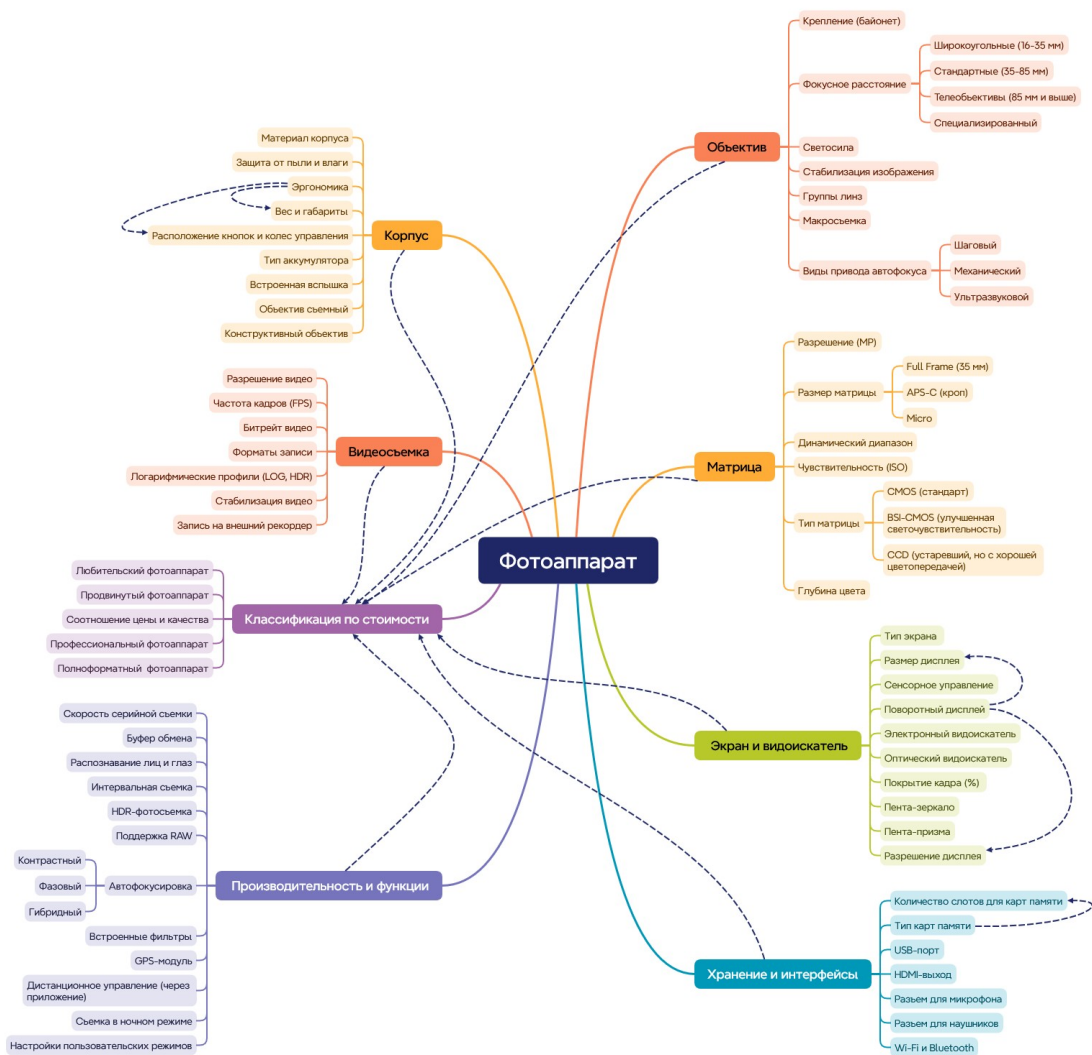 Фотоаппарат
Объектив
Крепление (байонет)
Фокусное расстояние
Широкоугольные (16-35 мм)
Стандартные (35-85 мм)
Телеобъективы (85 мм и выше)
Специализированный
Светосила
Стабилизация изображения
Группы линз
Макросъемка
Виды привода автофокуса
Шаговый
Механический
Ультразвуковой
Матрица
Разрешение (MP)
Размер матрицы
Full Frame (35 мм)
APS-C (кроп)
Micro
Динамический диапазон
Чувствительность (ISO)
Тип матрицы
CMOS (стандарт)
BSI-CMOS (улучшенная
светочувствительность)
CCD (устаревший, но с хорошей
цветопередачей)
Глубина цвета
Экран и видоискатель
Тип экрана
Размер дисплея
Сенсорное управление
Поворотный дисплей
Электронный видоискатель
Оптический видоискатель
Покрытие кадра (%)
Пента-зеркало
Пента-призма
Разрешение дисплея
Хранение и интерфейсы
Количество слотов для карт памяти
Тип карт памяти
USB-порт
HDMI-выход
Разъем для микрофона
Разъем для наушников
Wi-Fi и Bluetooth
Корпус
Материал корпуса
Защита от пыли и влаги
Эргономика
Вес и габариты
Расположение кнопок и колес управления
Тип аккумулятора
Встроенная вспышка
Объектив съемный
Конструктивный объектив
Видеосъемка
Разрешение видео
Частота кадров (FPS)
Битрейт видео
Форматы записи
Логарифмические профили (LOG, HDR)
Стабилизация видео
Запись на внешний рекордер
Классификация по стоимости
Любительский фотоаппарат
Продвинутый фотоаппарат
Соотношение цены и качества
Профессиональный фотоаппарат
Полноформатный фотоаппарат
Производительность и функции
Скорость серийной съемки
Буфер обмена
Распознавание лиц и глаз
Интервальная съемка
HDR-фотосъемка
Поддержка RAW
Автофокусировка
Контрастный
Фазовый
Гибридный
Встроенные фильтры
GPS-модуль
Дистанционное управление (через
приложение)
Съемка в ночном режиме
Настройки пользовательских режимов